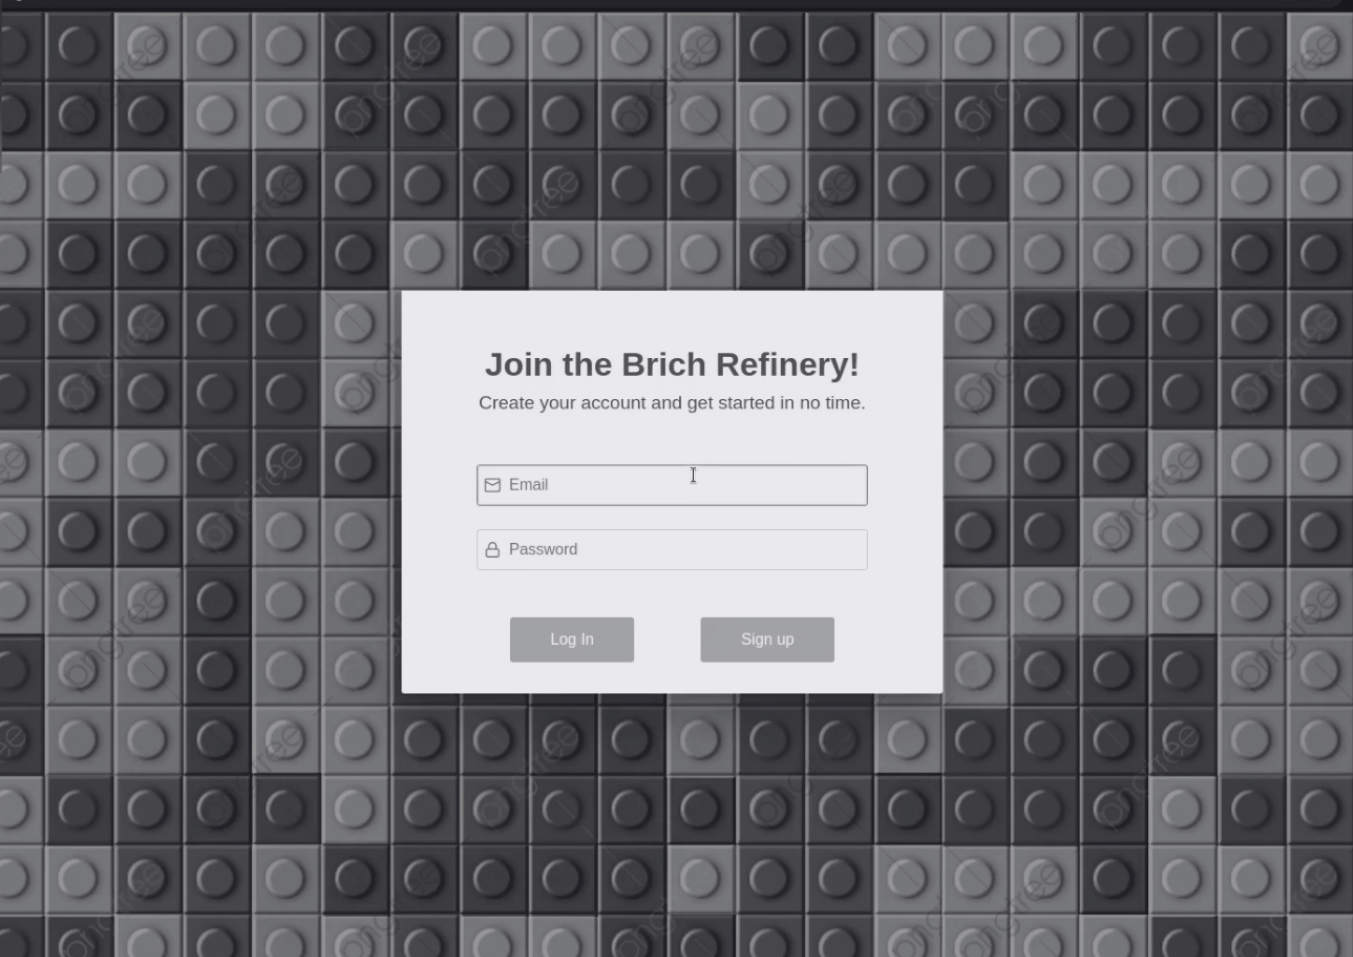 Join the Brich Refinery!
Create your account and get started in no time.
Email
Password
Log In
Sign up